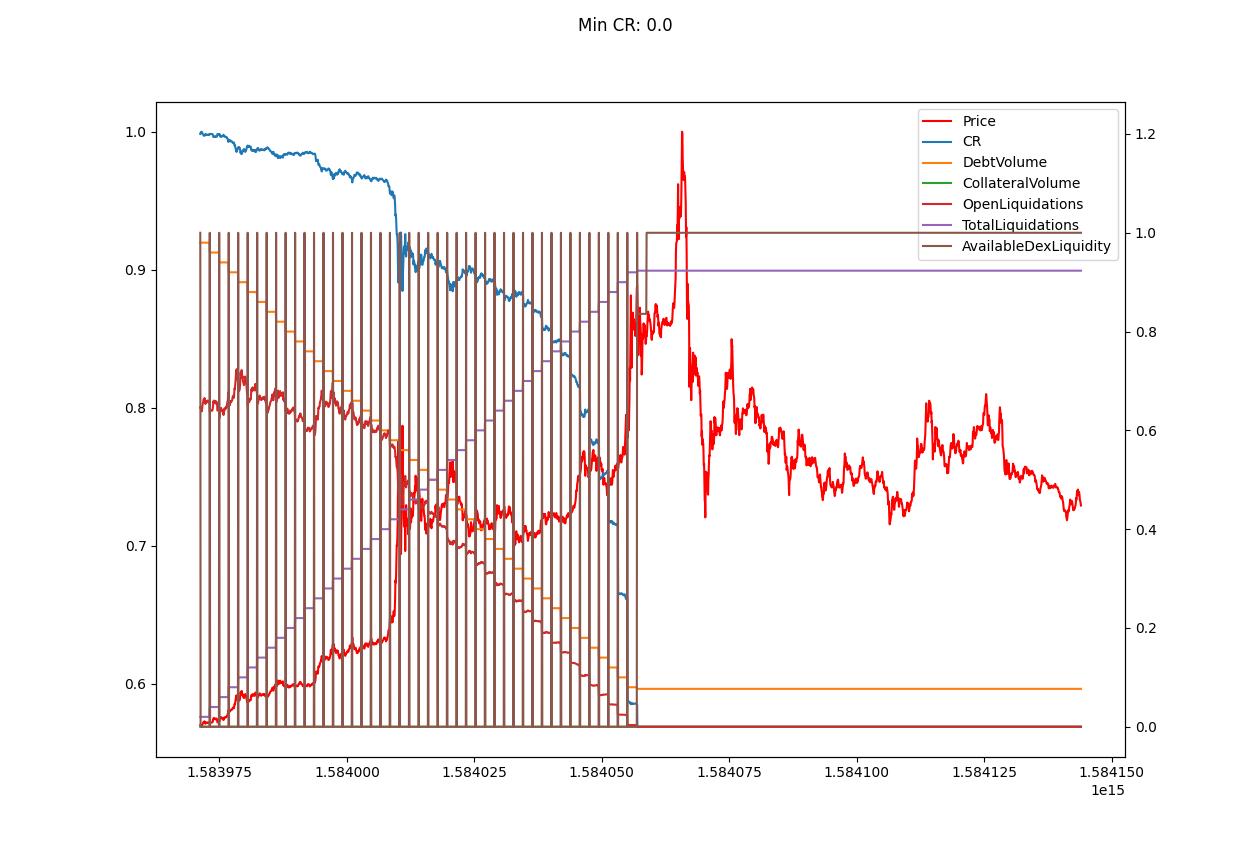 Min CR: 0.0
Price
CR
DebtVolume
CollateralVolume
OpenLiquidations
TotalLiquidations
AvailableDexLiquidity
1.0
0.9
0.8
0.7
0.6
1.2
1.0
0.8
0.6
0.4
0.2
0.0
1.583975 1.584000 1.584025 1.584050 1.584075 1.584100 1.584125 1.584150
1e15